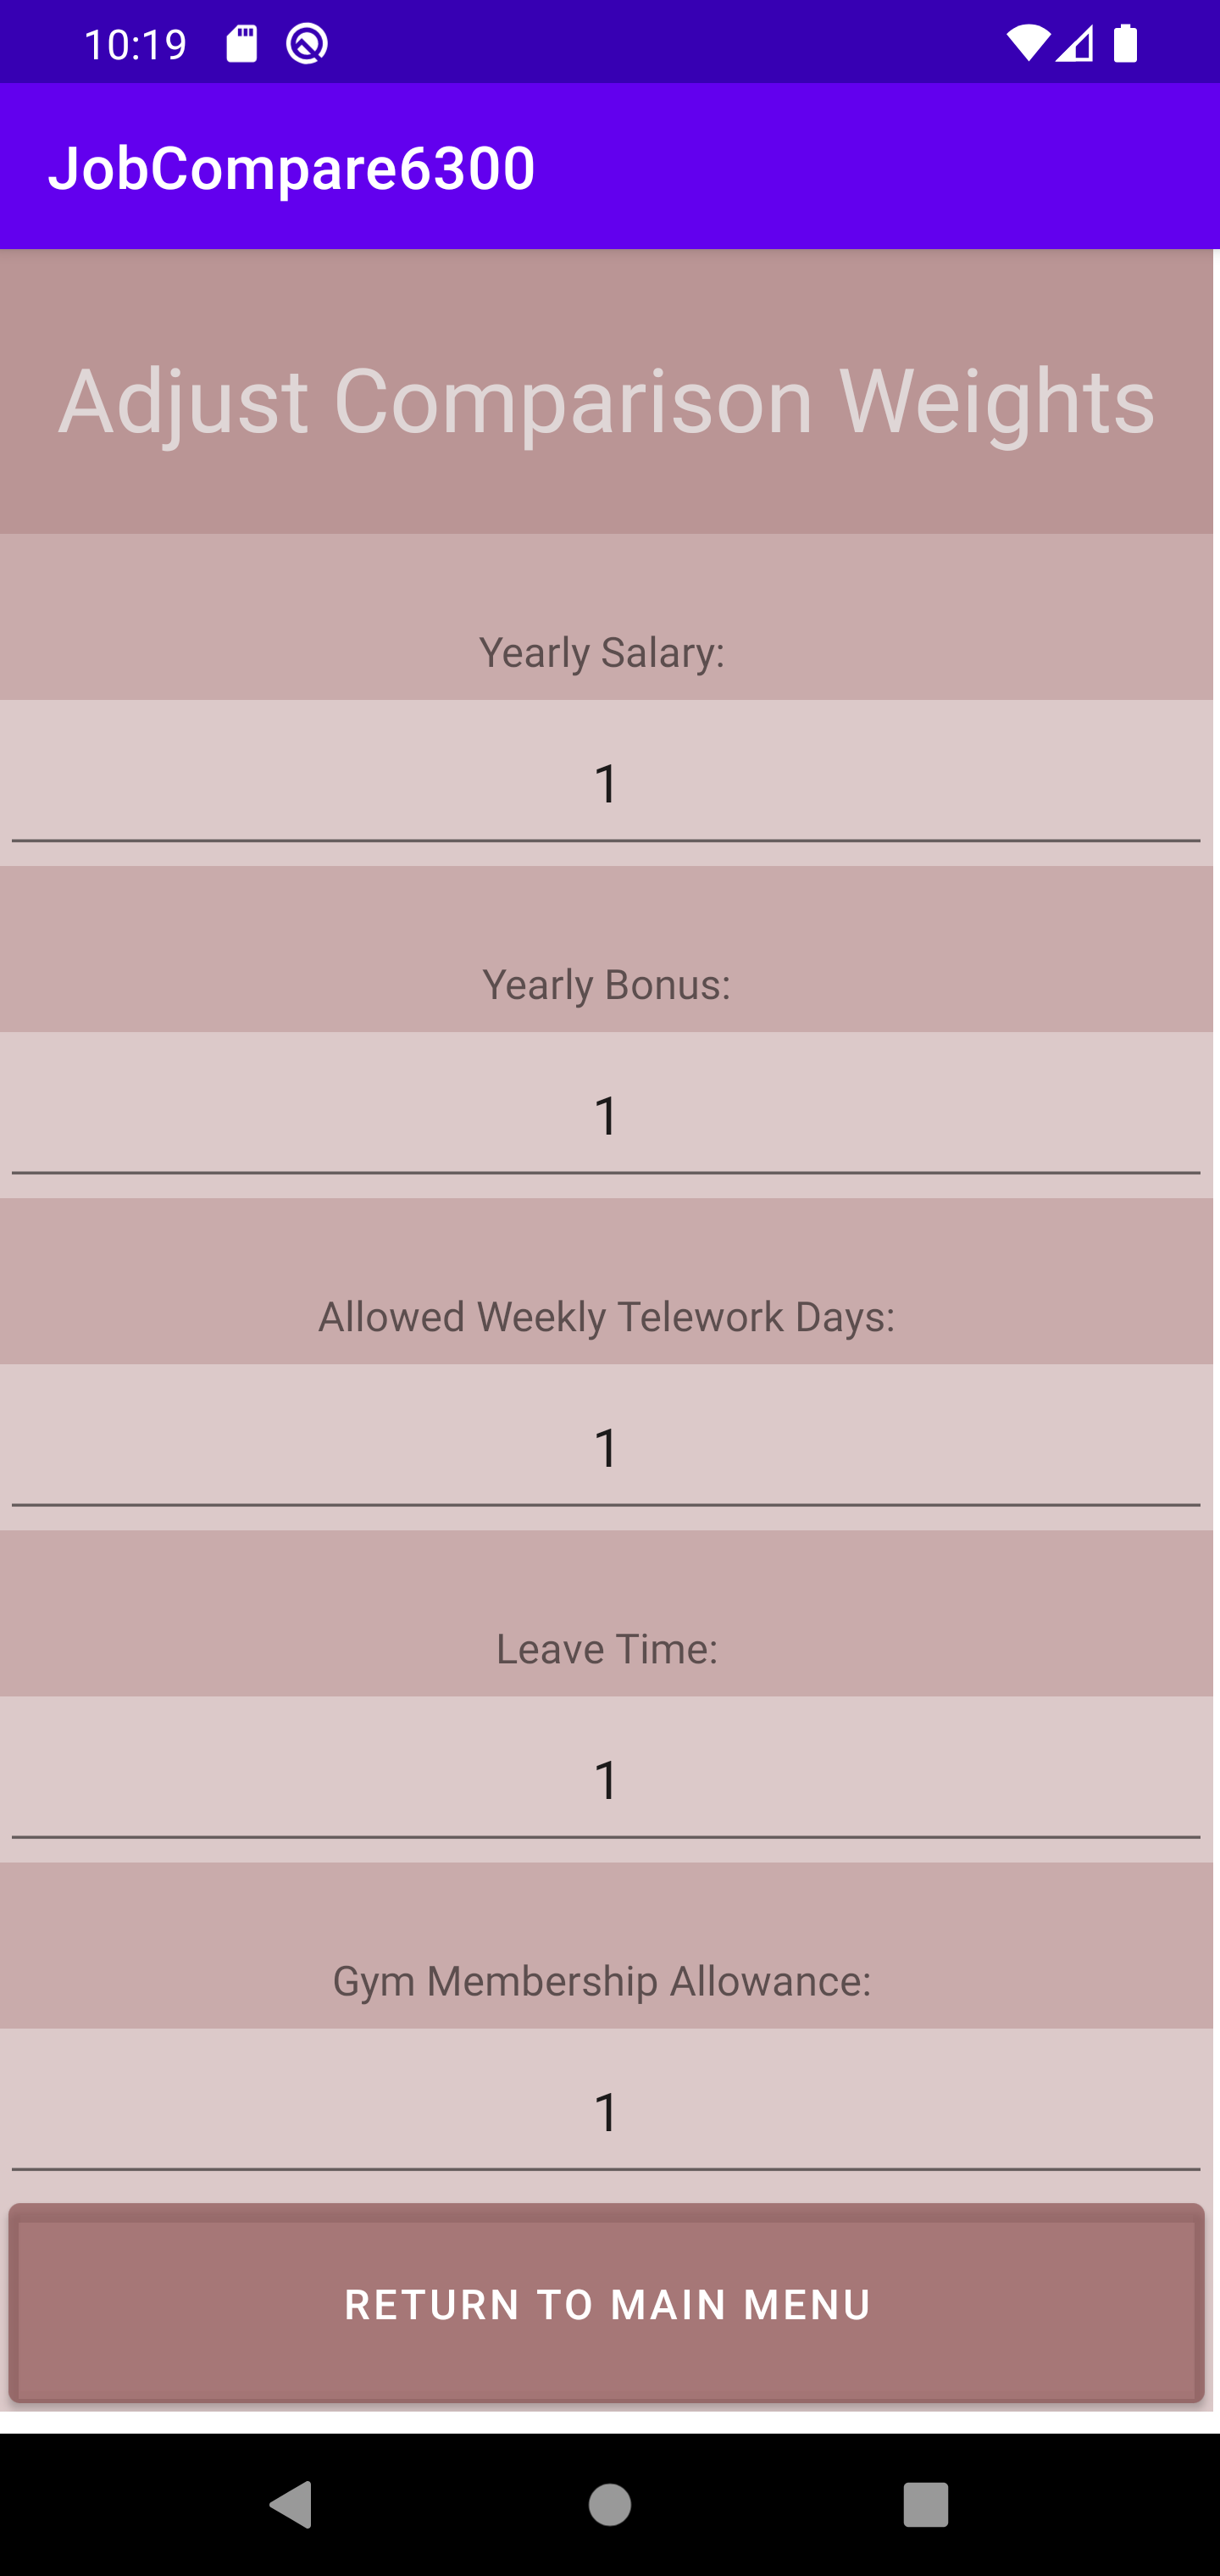 10:19
JobCompare6300
Adjust Comparison Weights
Yearly Salary:
1
Yearly Bonus:
1
Allowed Weekly Telework Days:
1
Leave Time:
1
Gym Membership Allowance:
1
RETURN TO MAIN MENU